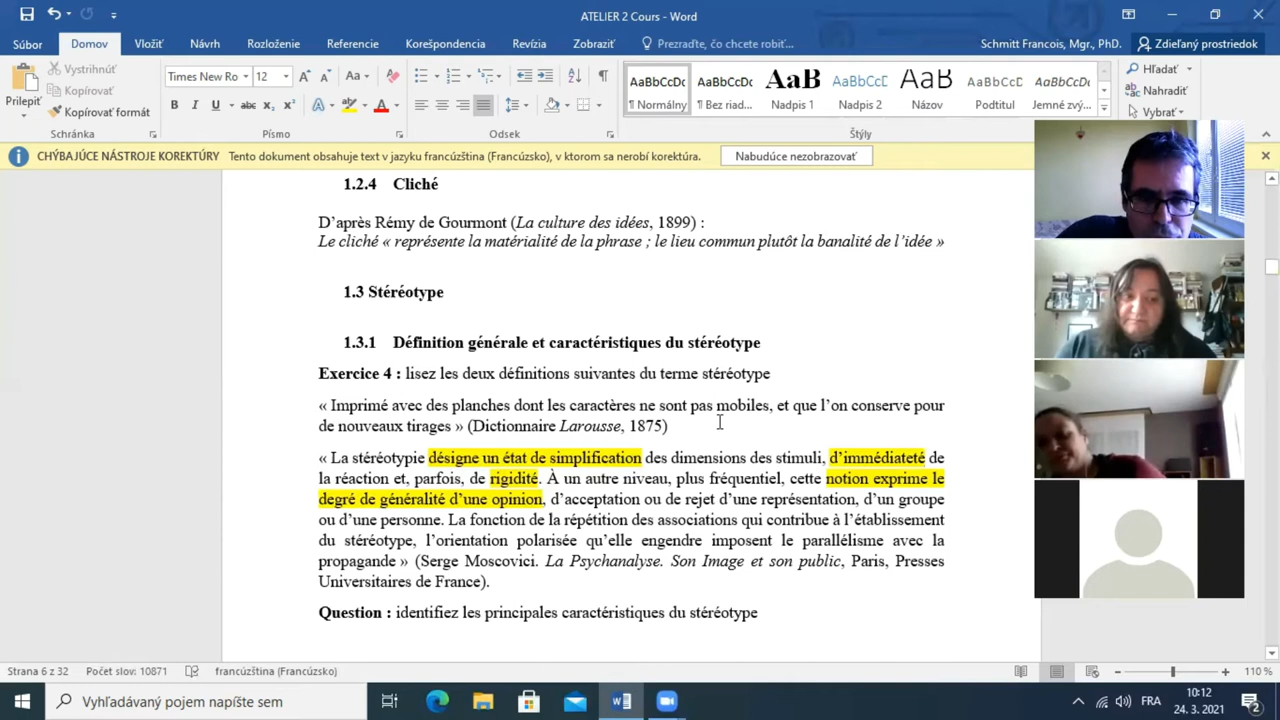 ATELIER 2 Cours - Word
Súbor Domov Vložiť Návrh Rozloženie Referencie Korešpondencia Revízia Zobraziť Prezraďte, čo chcete robiť... Schmitt Francois, Mgr., PhD. Zdieľaný prostriedok
Prilepiť Vystrihnúť Kopírovať Kopírovať formát
Times New Ro 12 Aa
B I U abc x₂ x² A A
AaBbCcDc AaBbCcDc AaB AaBbCcD AaB AaBbCcD AaBbCcDc
¶ Normálny ¶ Bez riad... Nadpis 1 Nadpis 2 Názov Podtitul Jemné zvý...
Hľadať
Nahradiť
Vybrať
Schránka Písmo Odsek Štýly
CHÝBAJÚCE NÁSTROJE KOREKTÚRY Tento dokument obsahuje text v jazyku francúzština (Francúzsko), v ktorom sa nerobí korektúra. Nabudúce nezobrazovať
1.2.4 Cliché
D’après Rémy de Gourmont (La culture des idées, 1899) :
Le cliché « représente la matérialité de la phrase ; le lieu commun plutôt la banalité de l’idée »
1.3 Stéréotype
1.3.1 Définition générale et caractéristiques du stéréotype
Exercice 4 : lisez les deux définitions suivantes du terme stéréotype
« Imprimé avec des planches dont les caractères ne sont pas mobiles, et que l’on conserve pour
de nouveaux tirages » (Dictionnaire Larousse, 1875)
« La stéréotypie désigne un état de simplification des dimensions des stimuli, d’immédiateté de
la réaction et, parfois, de rigidité. À un autre niveau, plus fréquentiel, cette notion exprime le
degré de généralité d’une opinion, d’acceptation ou de rejet d’une représentation, d’un groupe
ou d’une personne. La fonction de la répétition des associations qui contribue à l’établissement
du stéréotype, l’orientation polarisée qu’elle engendre imposent le parallélisme avec la
propagande » (Serge Moscovici. La Psychanalyse. Son Image et son public, Paris, Presses
Universitaires de France).
Question : identifiez les principales caractéristiques du stéréotype
Strana 6 z 32 Počet slov: 10871 francúzština (Francúzsko) 110 %
Vyhľadávaný pojem napíšte sem
FRA
10:12
24. 3. 2021
2